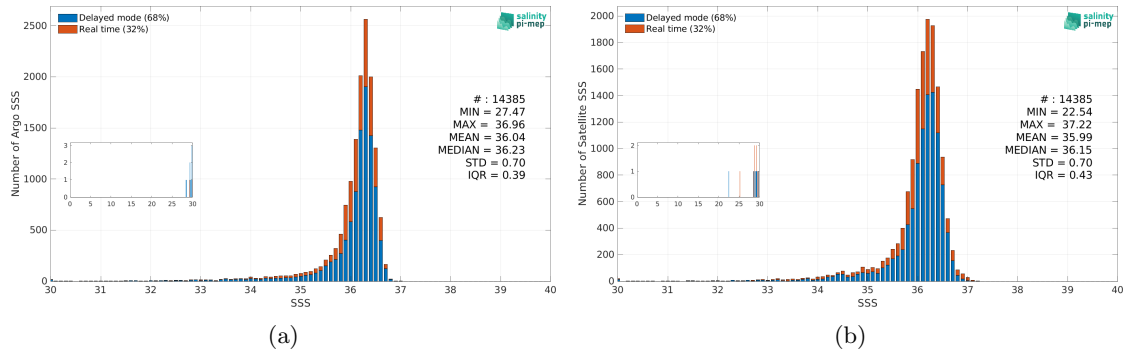 Delayed mode (68%)
Real time (32%)
salinity
pi-mep
2500
2000
1500
1000
500
0
Number of Argo SSS
# : 14385
MIN = 27.47
MAX = 36.96
MEAN = 36.04
MEDIAN = 36.23
STD = 0.70
IQR = 0.39
3
2
1
0
0 5 10 15 20 25 30
30 31 32 33 34 35 36 37 38 39 40
SSS
(a)
Delayed mode (68%)
Real time (32%)
salinity
pi-mep
2000
1800
1600
1400
1200
1000
800
600
400
200
0
Number of Satellite SSS
# : 14385
MIN = 22.54
MAX = 37.22
MEAN = 35.99
MEDIAN = 36.15
STD = 0.70
IQR = 0.43
2
1
0
0 5 10 15 20 25 30
30 31 32 33 34 35 36 37 38 39 40
SSS
(b)